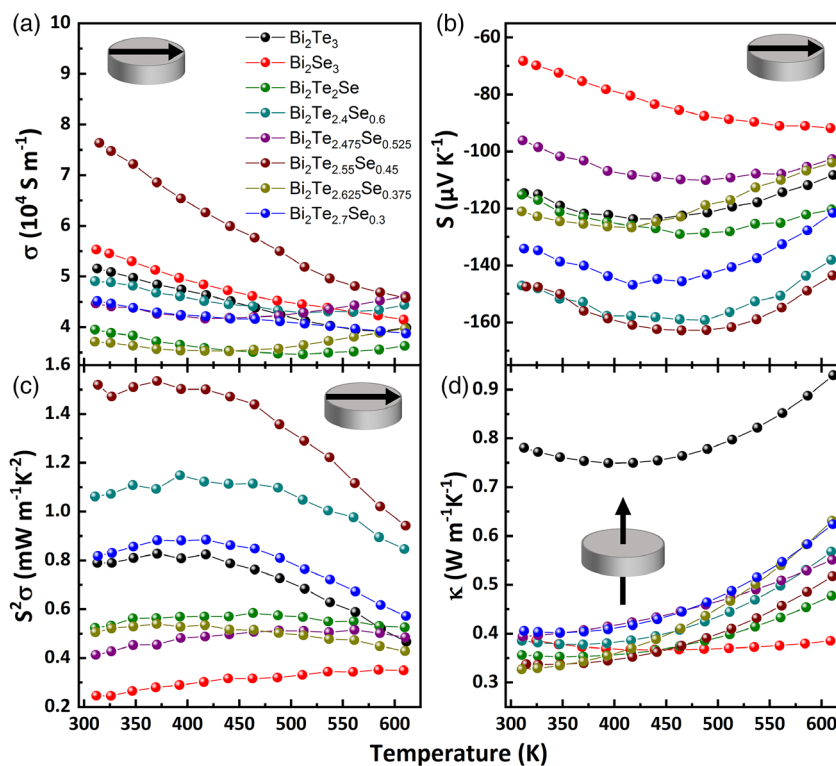 (a)
10
9
8
7
6
5
4
1.6
σ (10⁴ S m⁻¹)
Bi₂Te₃
Bi₂Se₃
Bi₂Te₂Se
Bi₂Te₂.₄Se₀.₆
Bi₂Te₂.₄₇₅Se₀.₅₂₅
Bi₂Te₂.₅₅Se₀.₄₅
Bi₂Te₂.₆₂₅Se₀.₃₇₅
Bi₂Te₂.₇Se₀.₃
(b)
-60
-80
-100
-120
-140
-160
S (µV K⁻¹)
(c)
1.4
1.2
1.0
0.8
0.6
0.4
0.2
S²σ (mW m⁻¹K⁻²)
300 350 400 450 500 550 600
(d)
0.9
0.8
0.7
0.6
0.5
0.4
0.3
κ (W m⁻¹K⁻¹)
300 350 400 450 500 550 600
Temperature (K)